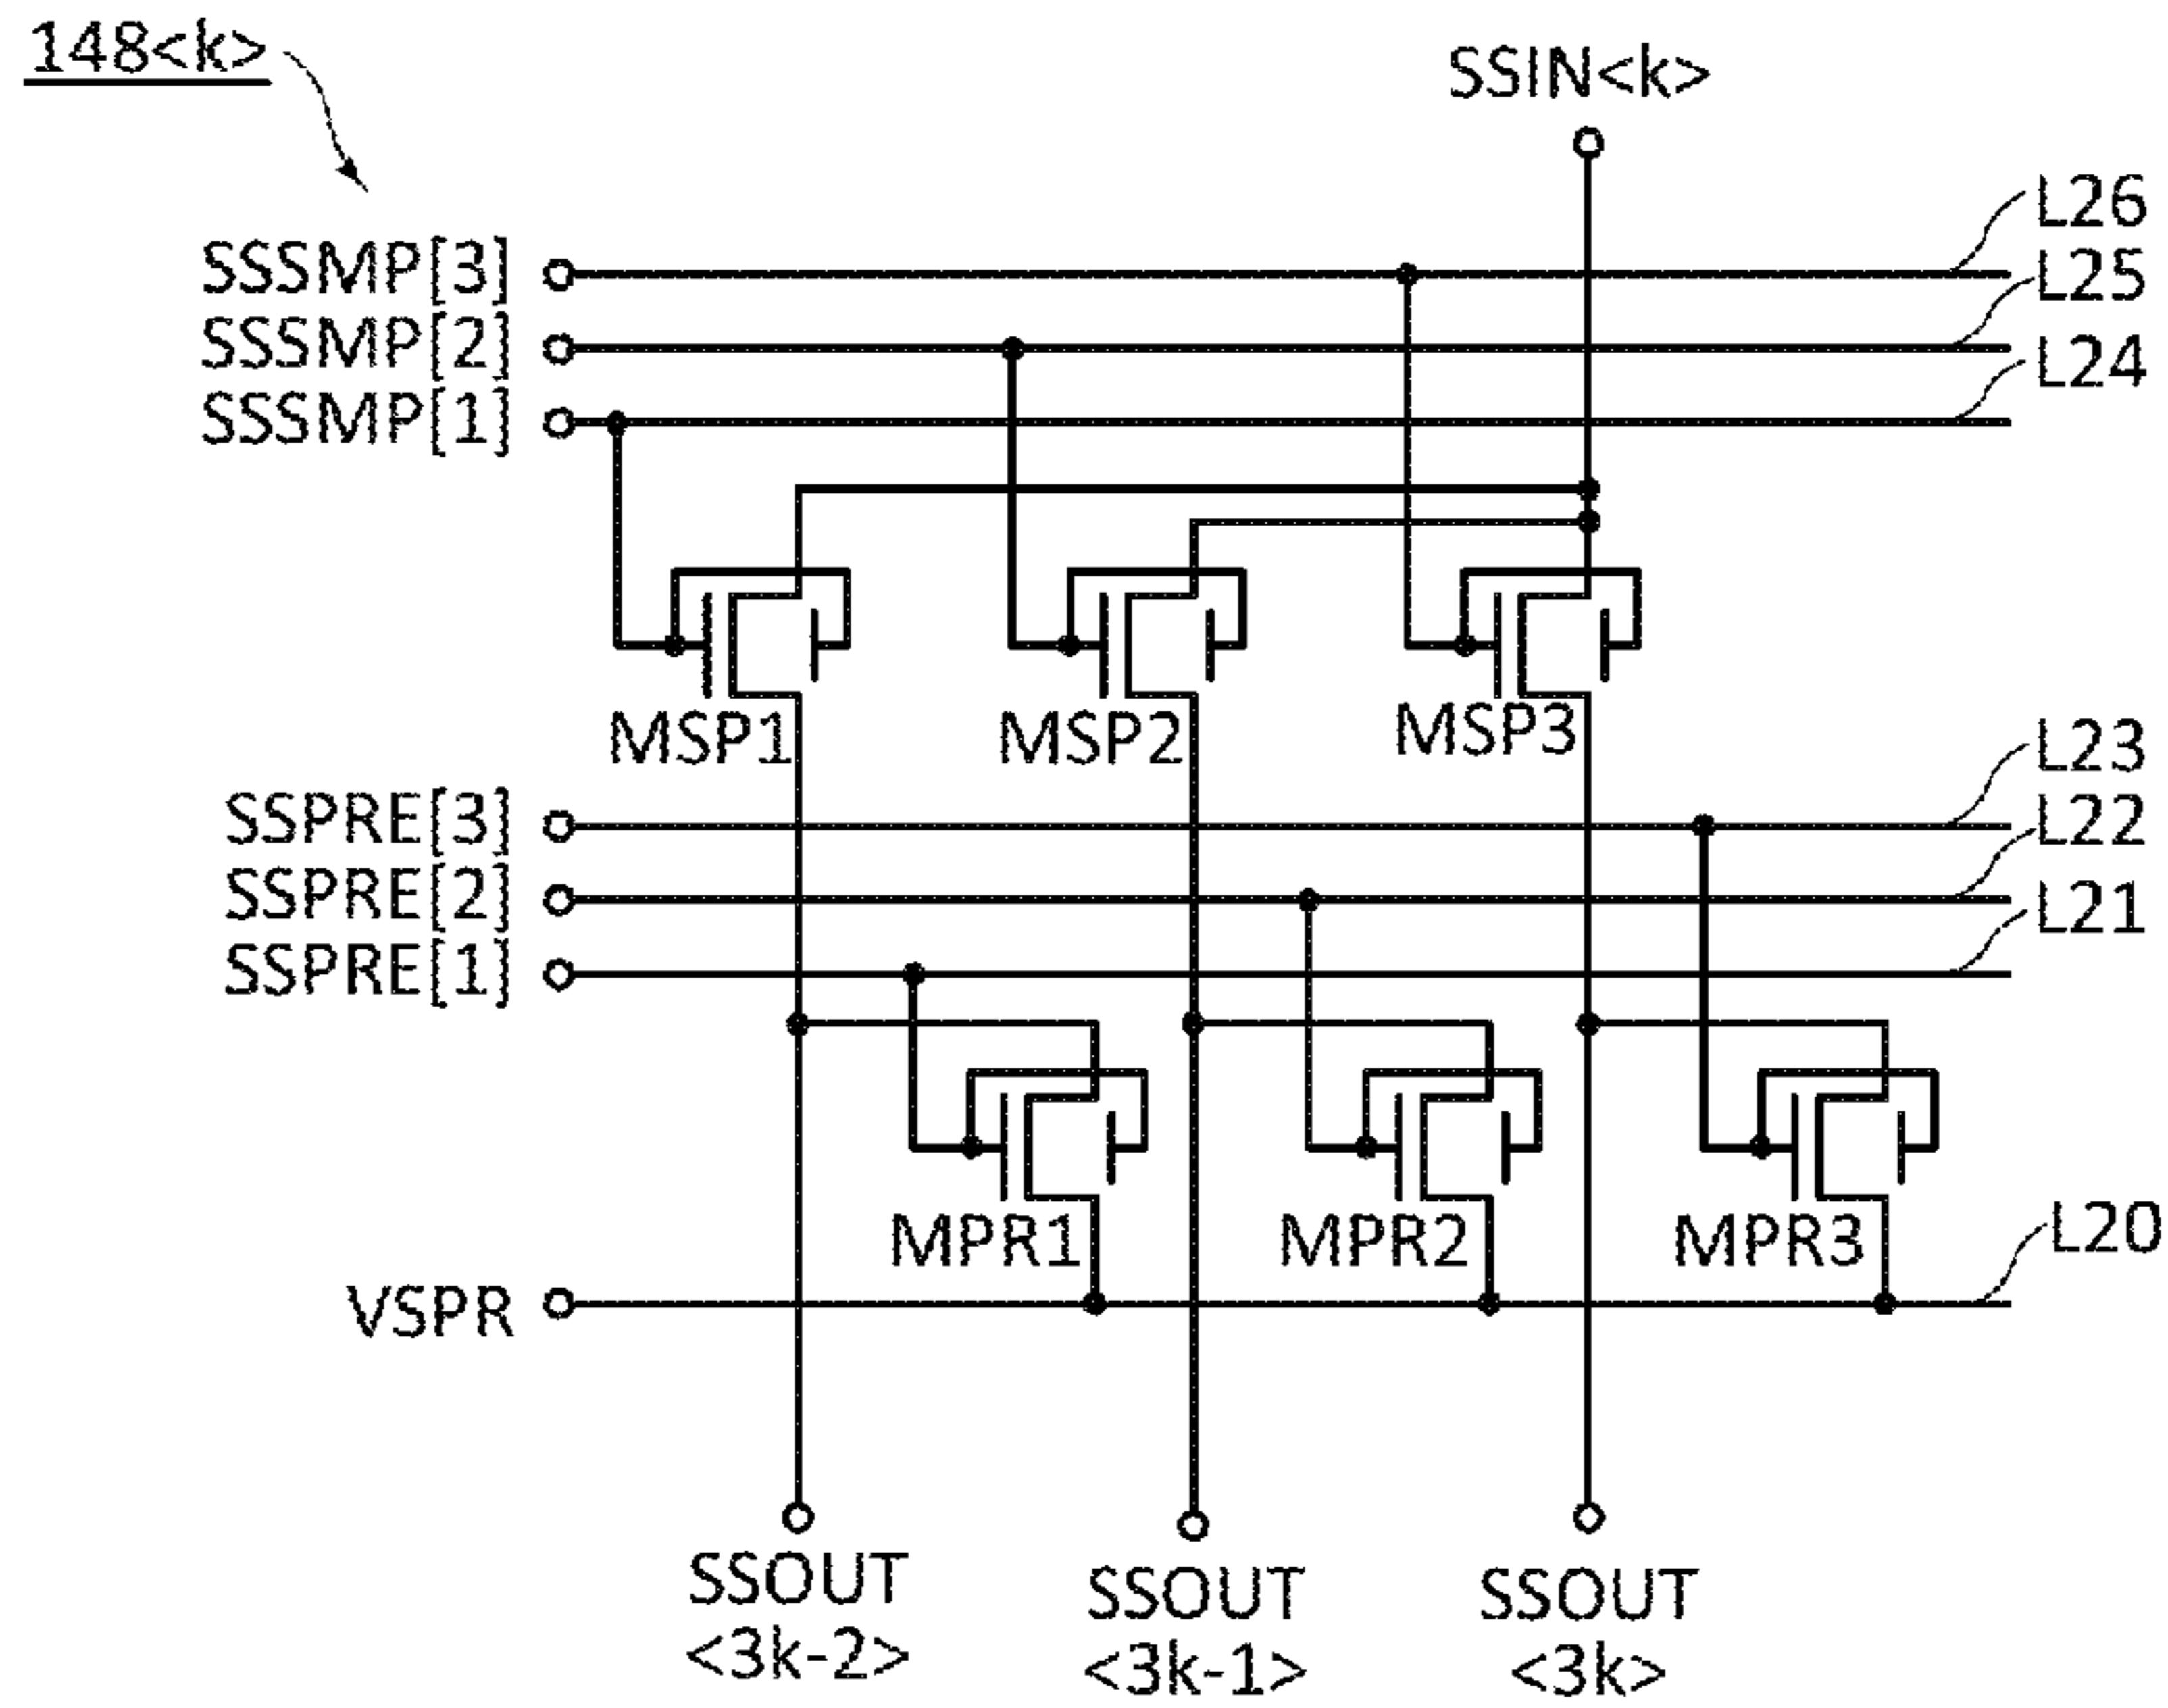 148<k>
SSIN<k>
L26
SSSMP[3]
L25
SSSMP[2]
L24
SSSMP[1]
MSP1
MSP2
MSP3
L23
SSPRE[3]
L22
SSPRE[2]
L21
SSPRE[1]
MPR1
MPR2
MPR3
L20
VSPR
SSOUT
<3k-2>
SSOUT
<3k-1>
SSOUT
<3k>